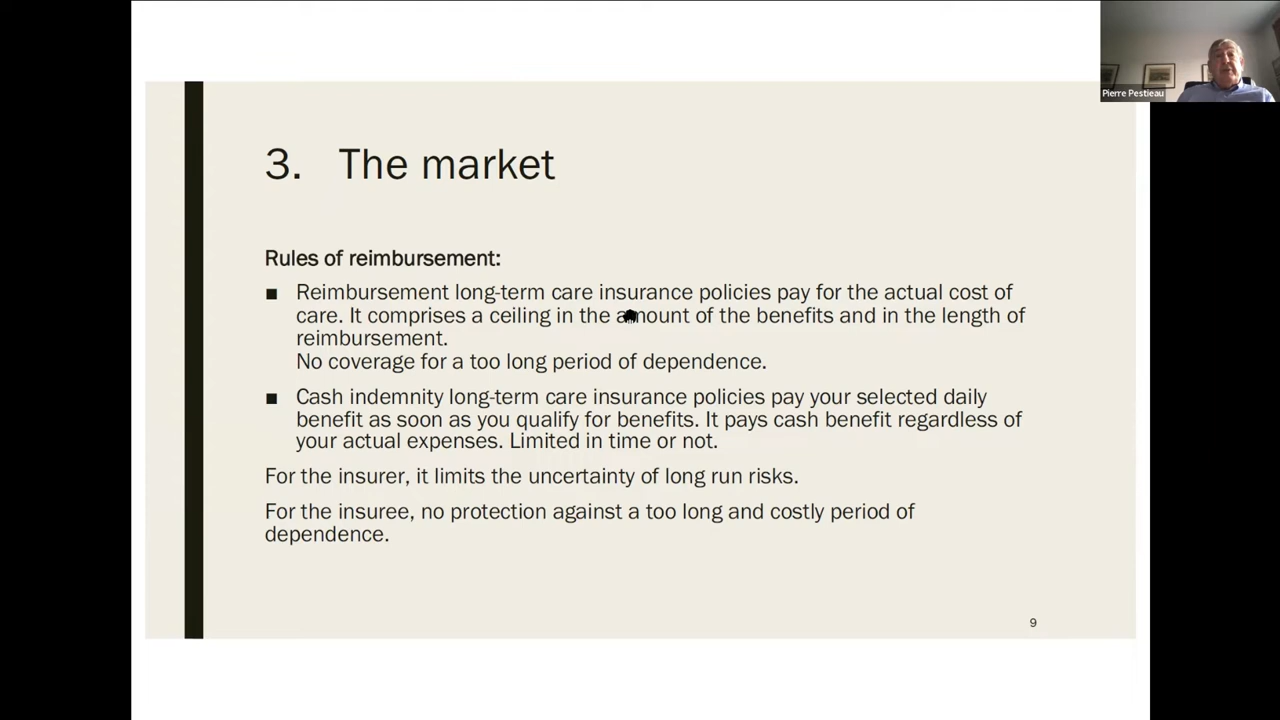 Pierre Pestieau
3. The market
Rules of reimbursement:
■ Reimbursement long-term care insurance policies pay for the actual cost of
care. It comprises a ceiling in the amount of the benefits and in the length of
reimbursement.
No coverage for a too long period of dependence.
■ Cash indemnity long-term care insurance policies pay your selected daily
benefit as soon as you qualify for benefits. It pays cash benefit regardless of
your actual expenses. Limited in time or not.
For the insurer, it limits the uncertainty of long run risks.
For the insuree, no protection against a too long and costly period of
dependence.
9